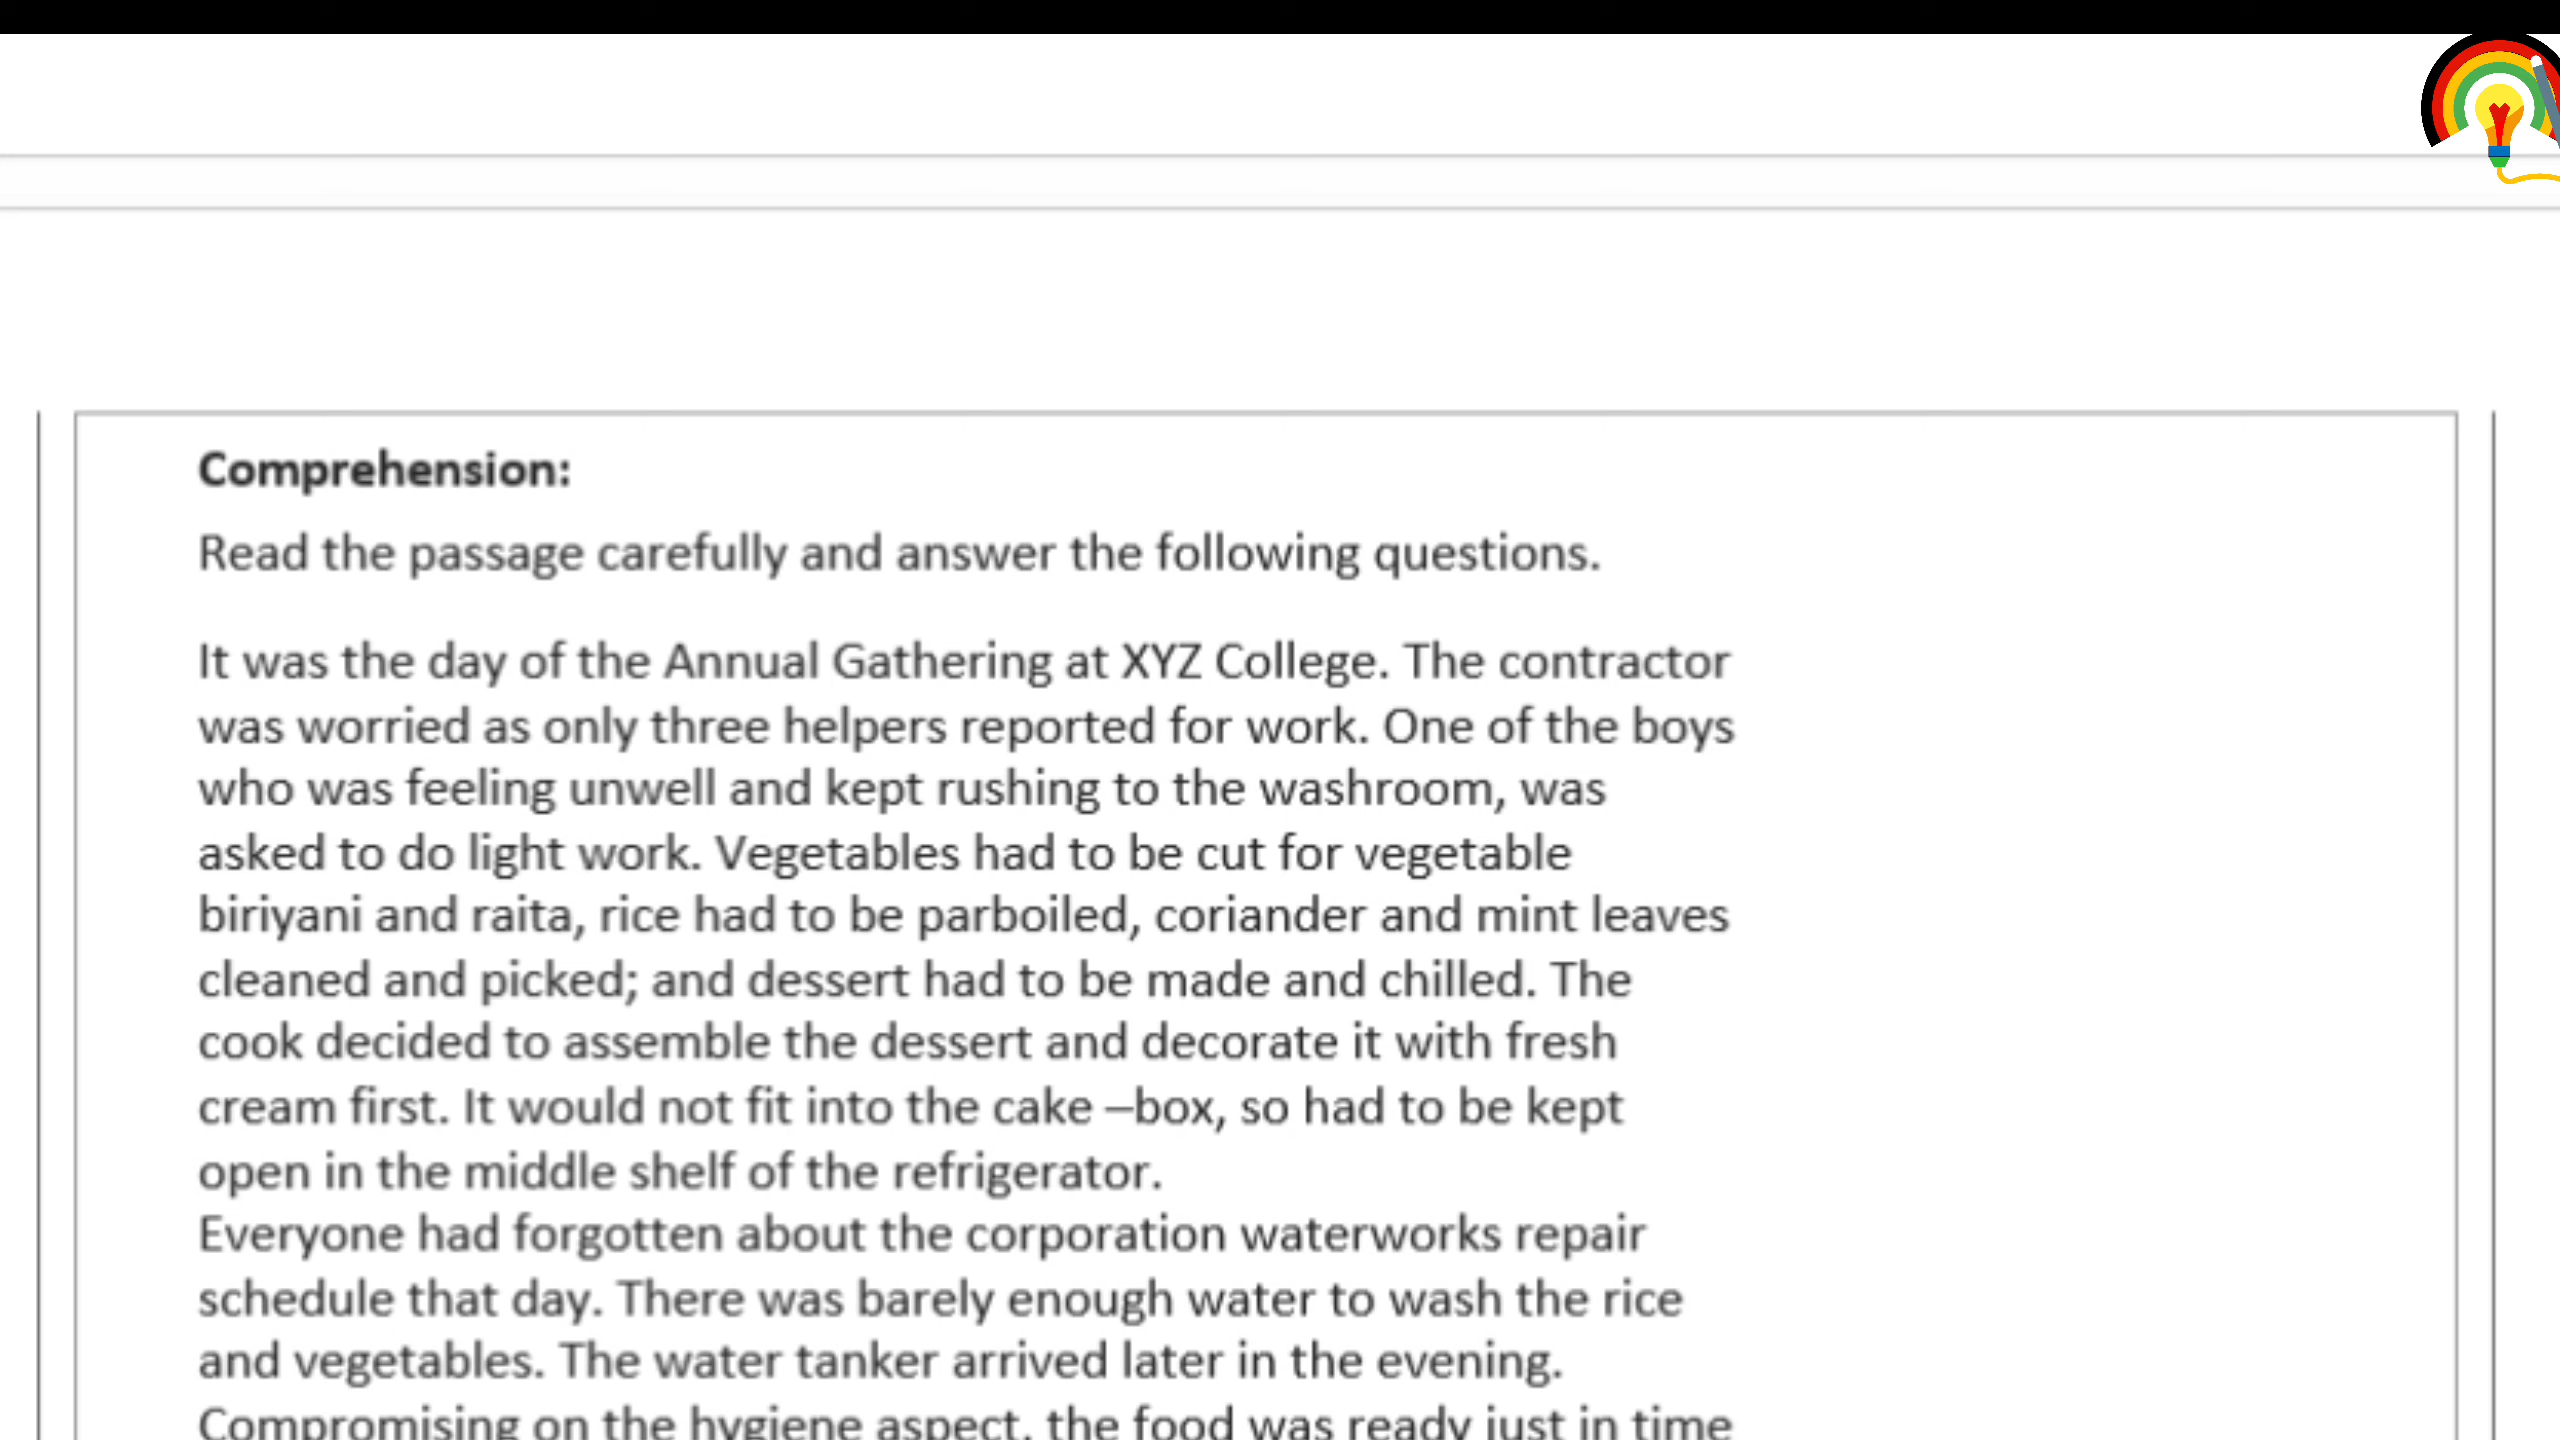 Comprehension:
Read the passage carefully and answer the following questions.
It was the day of the Annual Gathering at XYZ College. The contractor
was worried as only three helpers reported for work. One of the boys
who was feeling unwell and kept rushing to the washroom, was
asked to do light work. Vegetables had to be cut for vegetable
biriyani and raita, rice had to be parboiled, coriander and mint leaves
cleaned and picked; and dessert had to be made and chilled. The
cook decided to assemble the dessert and decorate it with fresh
cream first. It would not fit into the cake –box, so had to be kept
open in the middle shelf of the refrigerator.
Everyone had forgotten about the corporation waterworks repair
schedule that day. There was barely enough water to wash the rice
and vegetables. The water tanker arrived later in the evening.
Compromising on the hygiene aspect, the food was ready just in time